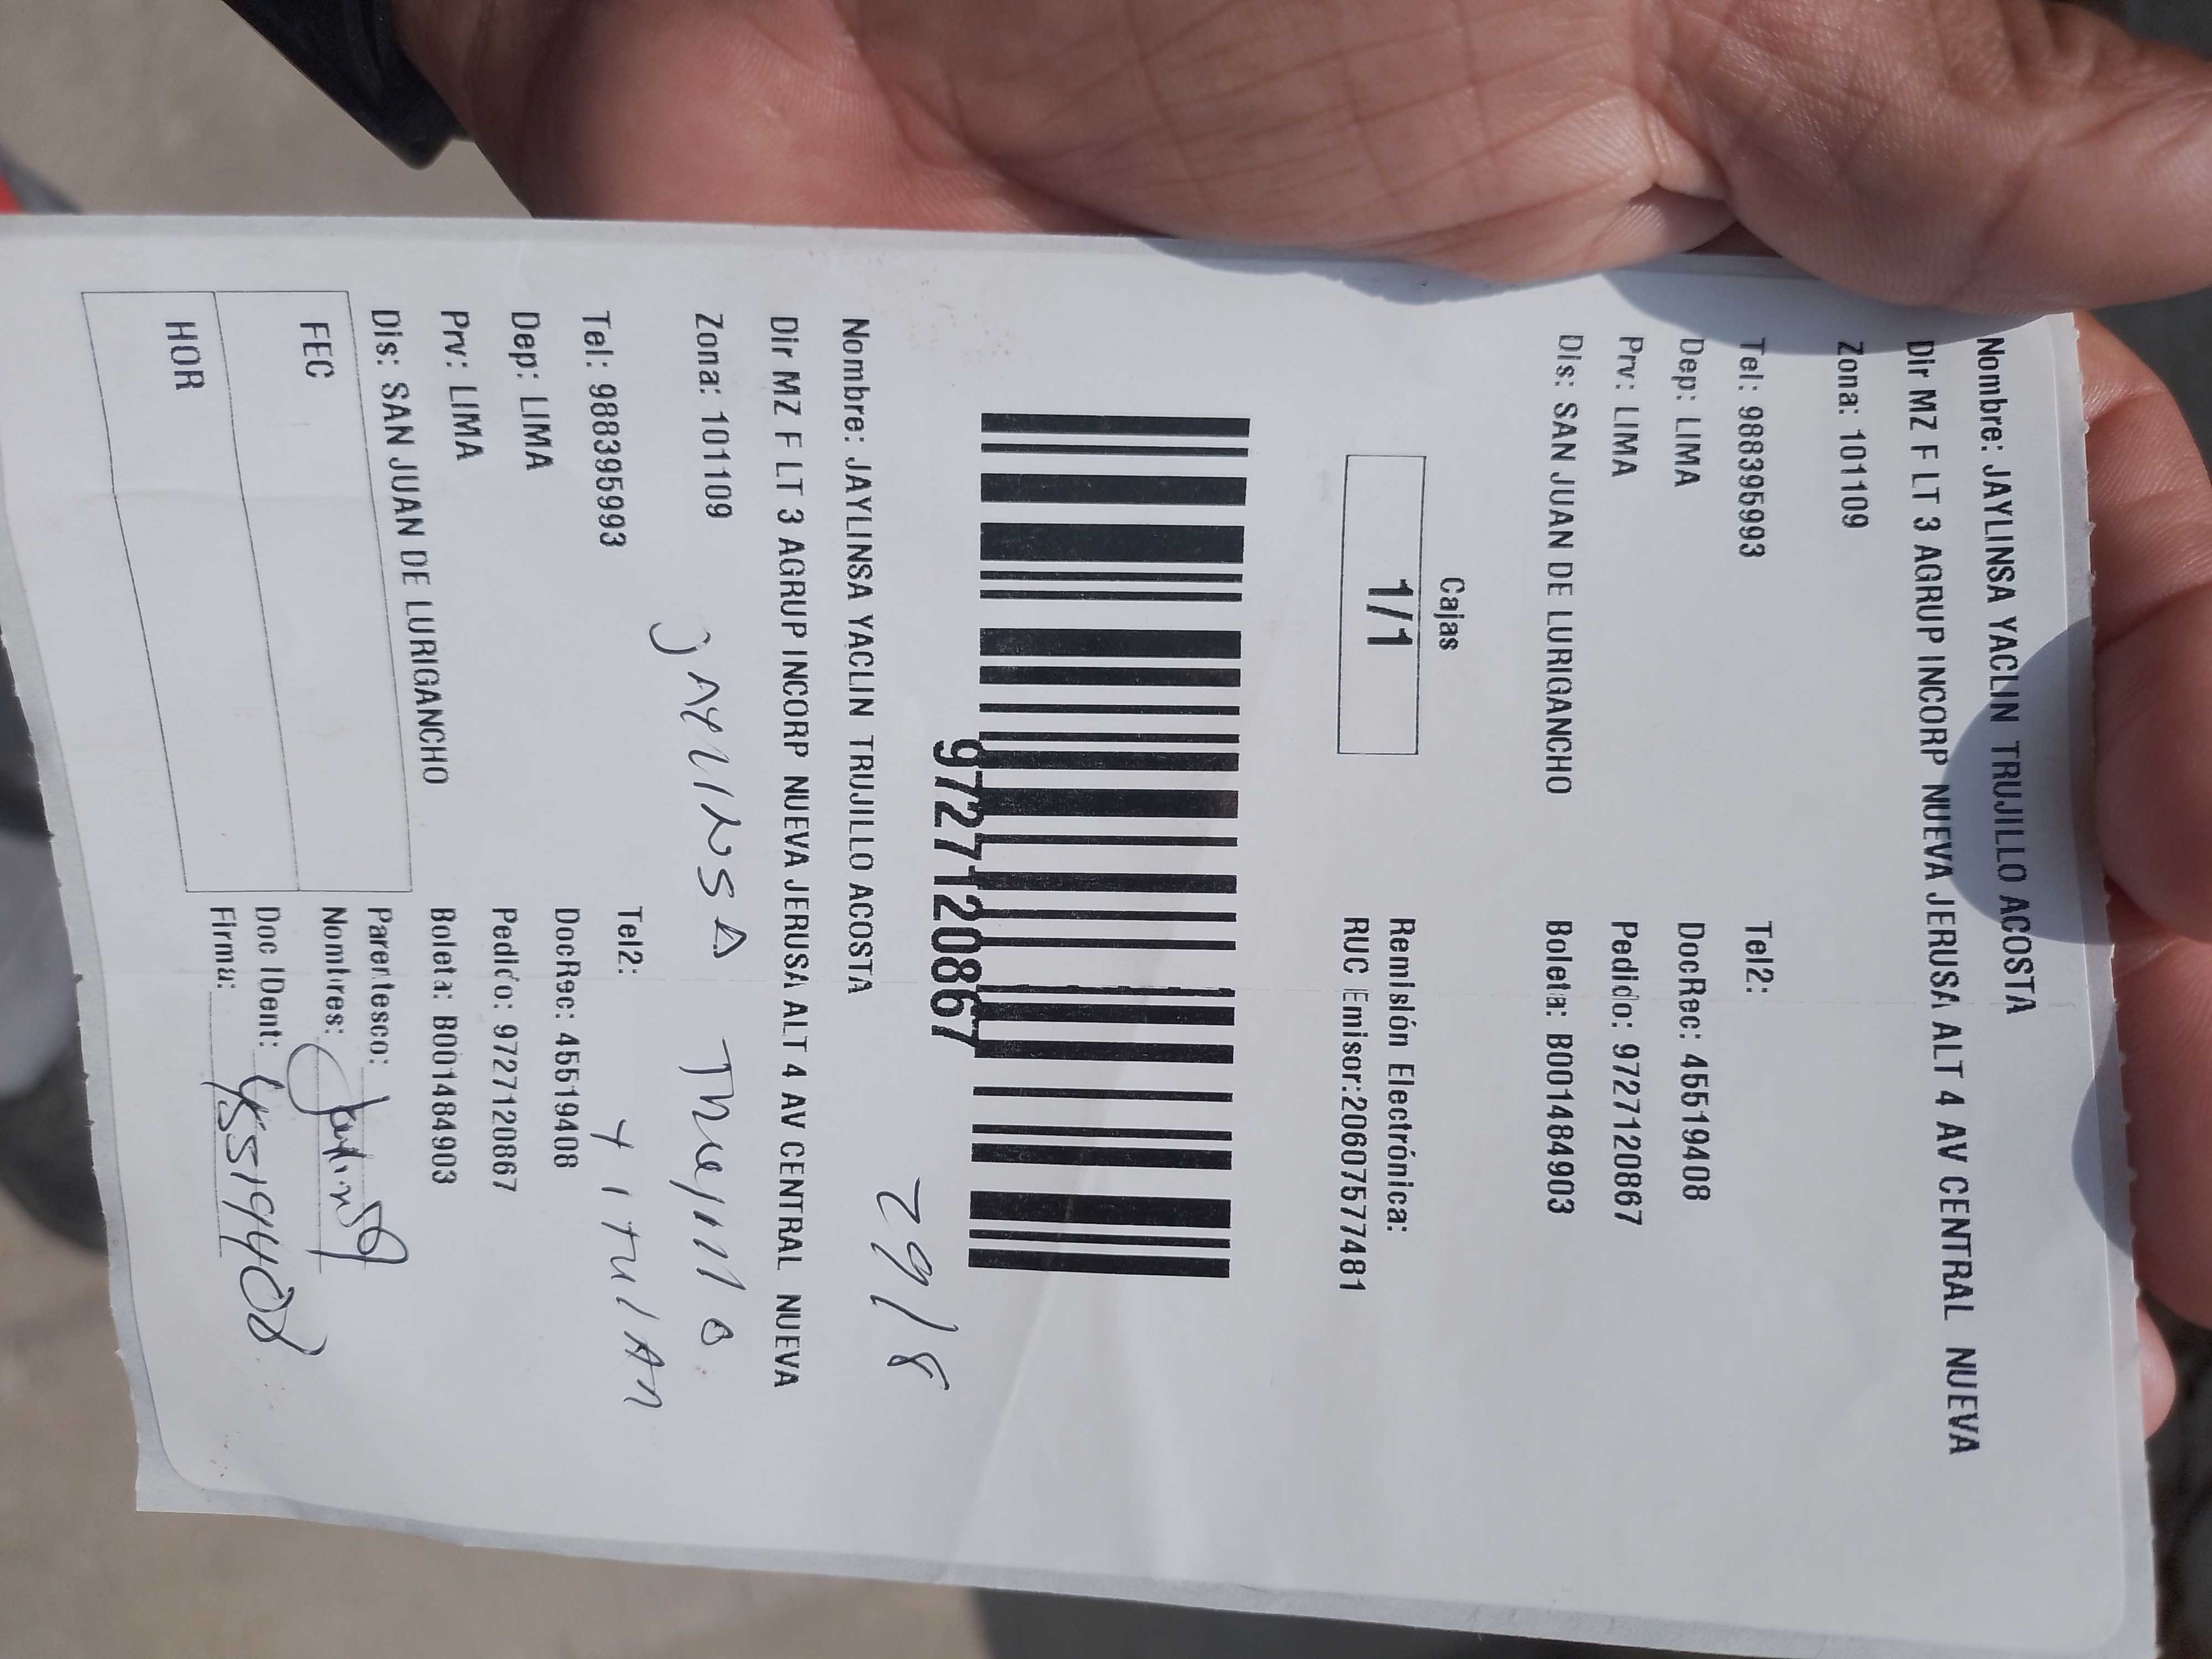 Nombre: JAYLINSA YACLIN TRUJILLO ACOSTA
Dir MZ F LT 3 AGRUP INCORP NUEVA JERUSA ALT 4 AV CENTRAL NUEVA
Zona: 101109
Tel: 988395993 Tel2:
Dep: LIMA DocRec: 45519408
Prv: LIMA Pedido: 9727120867
Dis: SAN JUAN DE LURIGANCHO Boleta: B001484903
Cajas
1/1
Remisión Electrónica:
RUC Emisor:20607577481
9727120867
29/8
Nombre: JAYLINSA YACLIN TRUJILLO ACOSTA
Dir MZ F LT 3 AGRUP INCORP NUEVA JERUSA ALT 4 AV CENTRAL NUEVA
Zona: 101109
JAYLINSA Trujillo
Tel: 988395993 Tel2:
titular
Dep: LIMA DocRec: 45519408
Prv: LIMA Pedido: 9727120867
Dis: SAN JUAN DE LURIGANCHO Boleta: B001484903
FEC
HOR
Parentesco:
Nombres:
Doc IDent: 45519408
Firma: